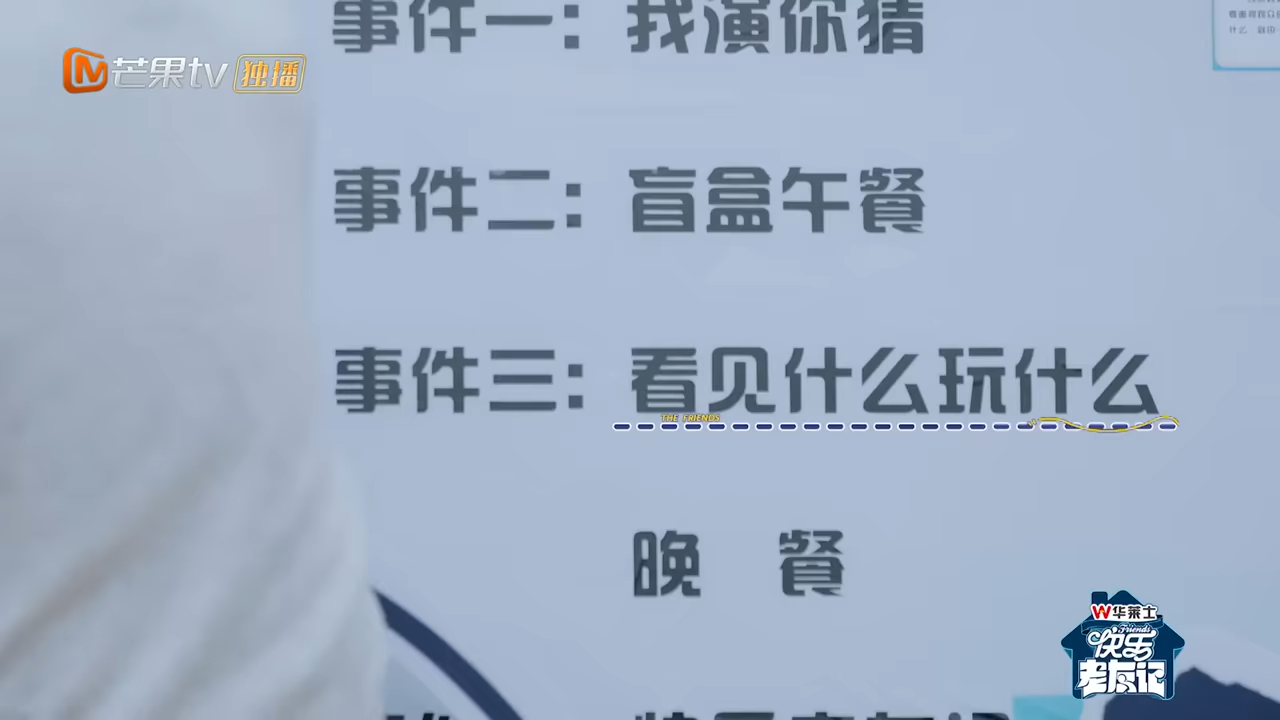 事件一：我演你猜
芒果tv 独播
事件二：盲盒午餐
事件三：看见什么玩什么
THE FRIENDS
晚 餐
W华莱士
Friends
快乐
老友记